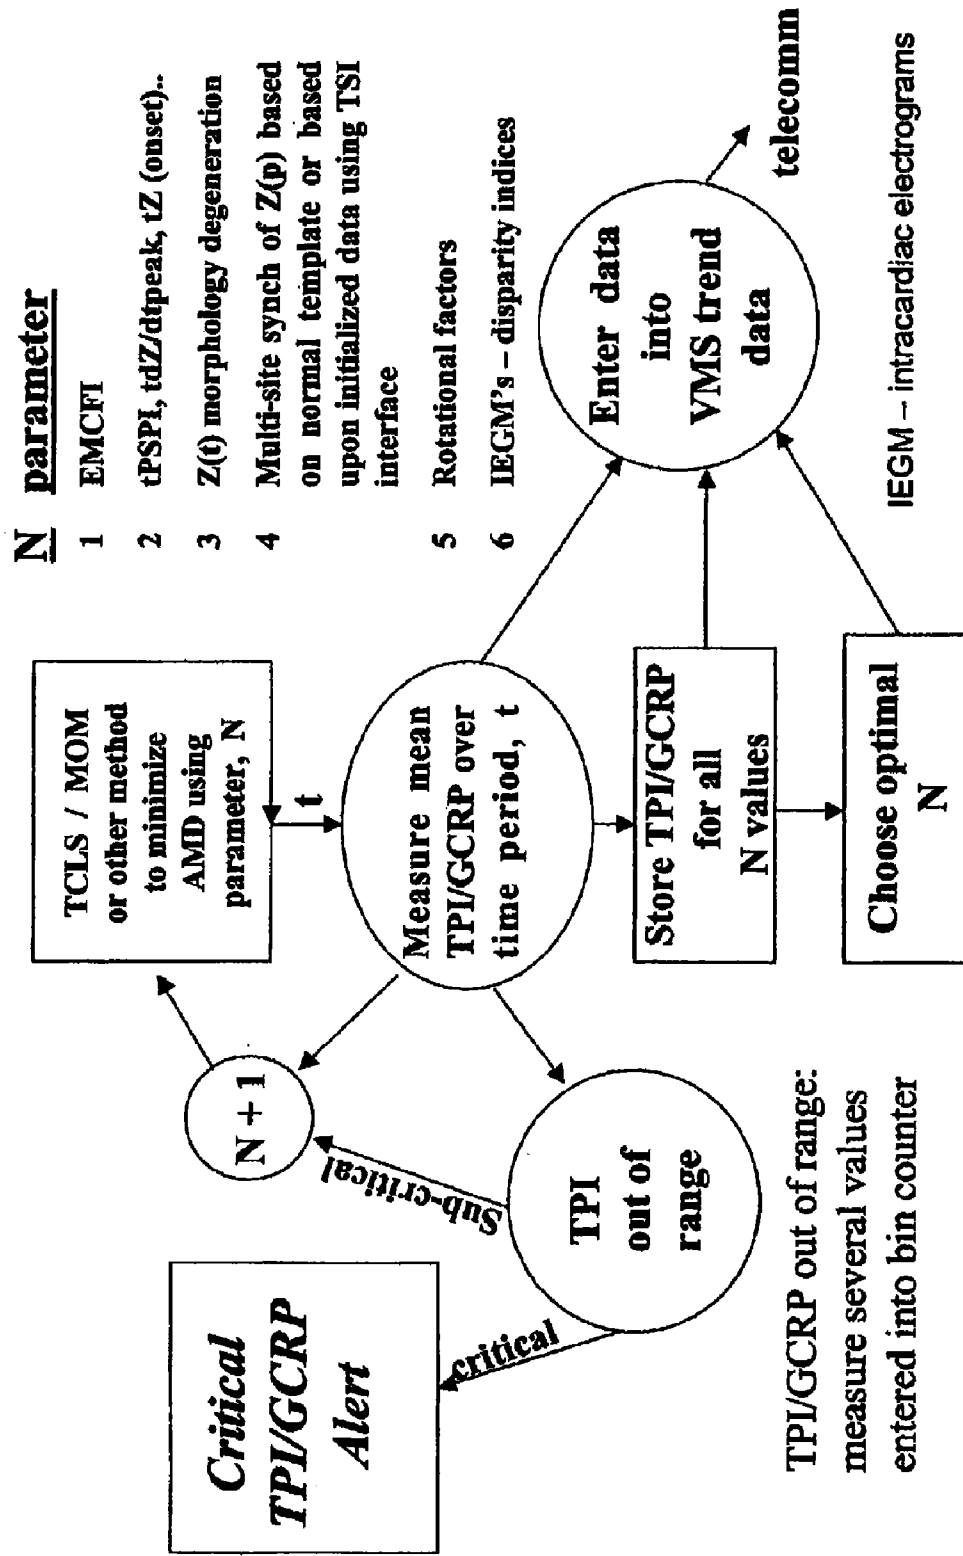 N parameter
1 EMCFI
2 tPSPI, tdZ/dtpeak, tZ (onset)..
3 Z(t) morphology degeneration
4 Multi-site synch of Z(p) based
on normal template or based
upon initialized data using TSI
interface
5 Rotational factors
6 IEGM's – disparity indices
TCLS / MOM
or other method
to minimize
AMD using
parameter, N
t
N + 1
Measure mean
TPI/GCRP over
time period, t
Critical
TPI/GCRP
Alert
critical
Sub-critical
TPI
out of
range
Store TPI/GCRP
for all
N values
Choose optimal
N
Enter data
into
VMS trend
data
telecomm
TPI/GCRP out of range:
measure several values
entered into bin counter
IEGM – intracardiac electrograms